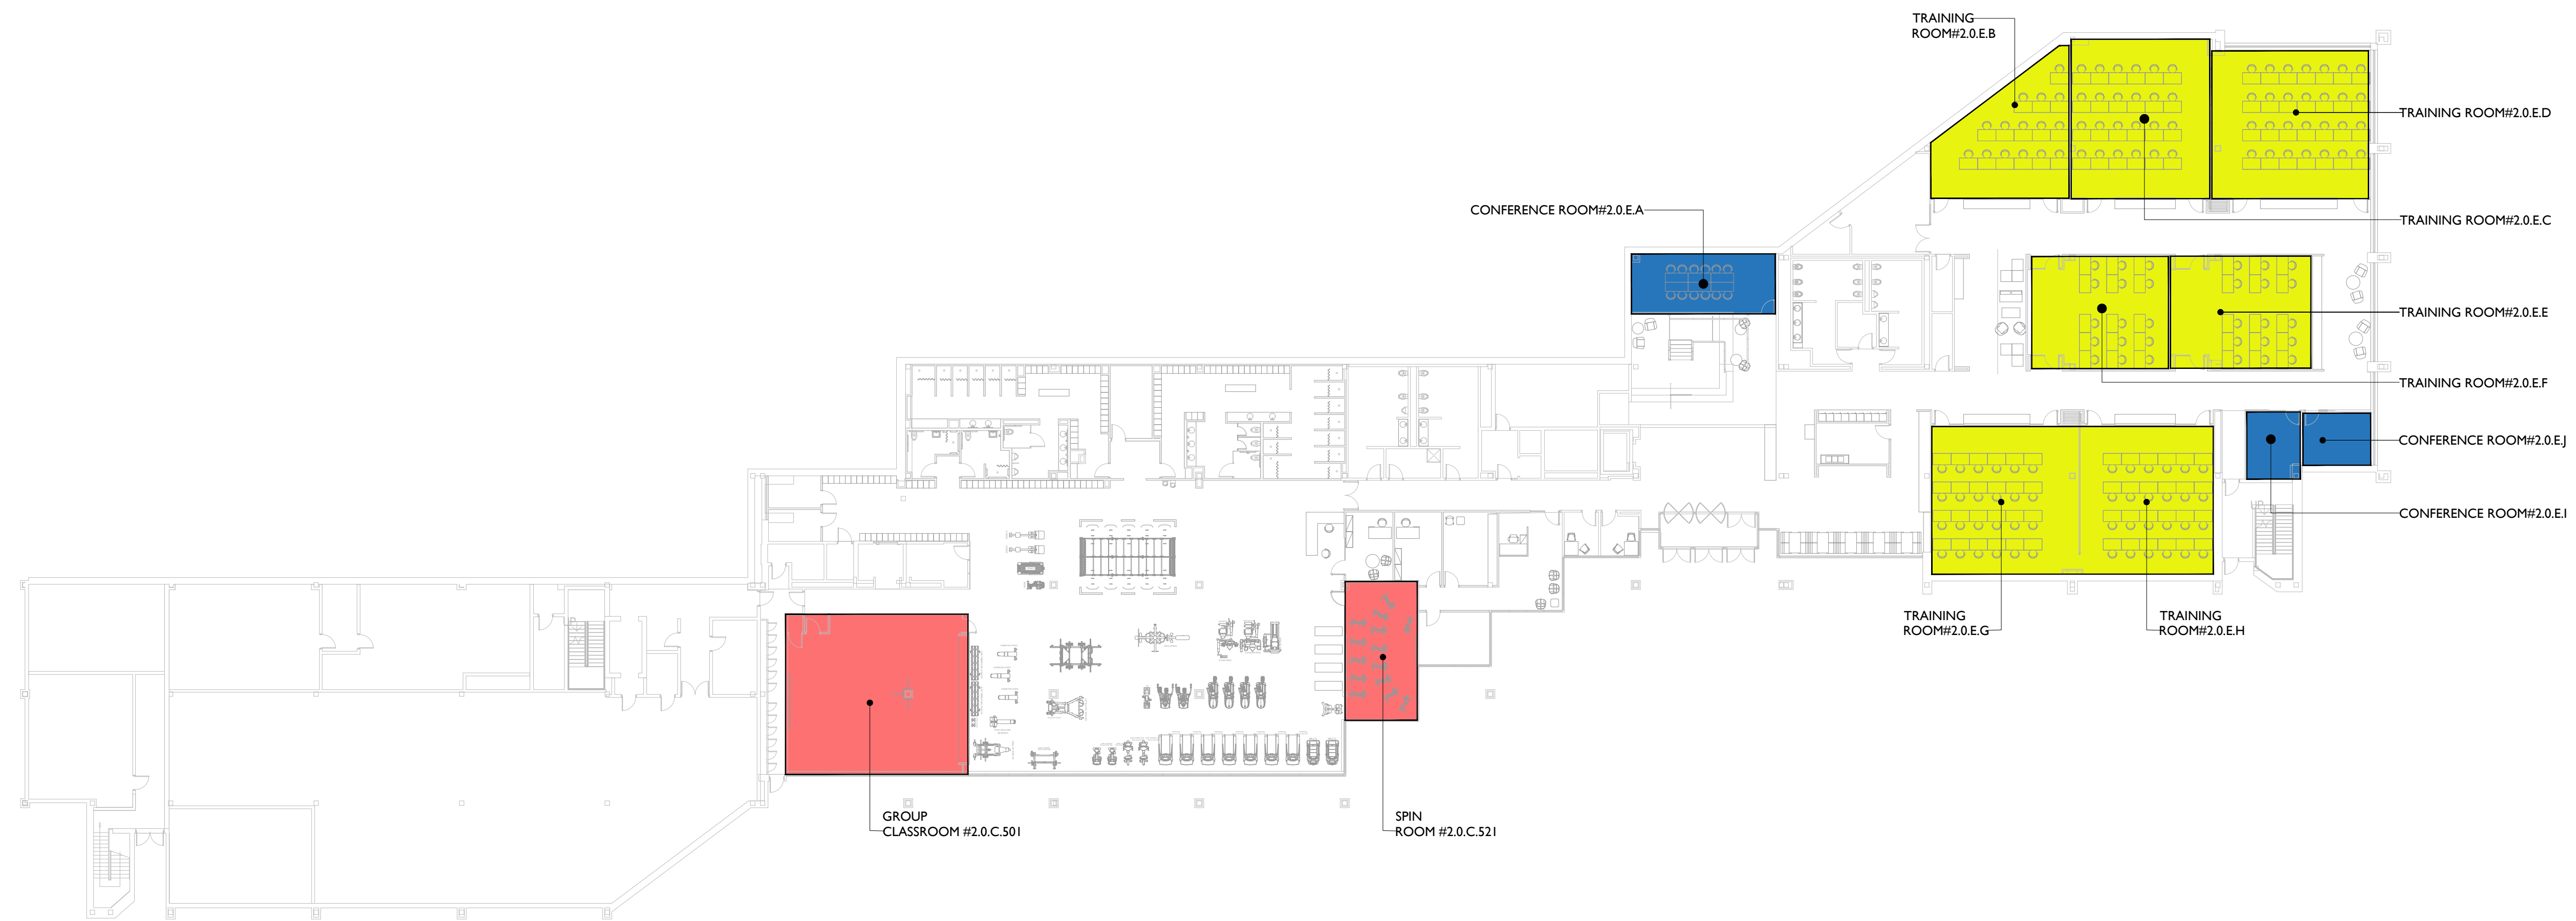 TRAINING
ROOM#2.0.E.B
TRAINING ROOM#2.0.E.D
CONFERENCE ROOM#2.0.E.A
TRAINING ROOM#2.0.E.C
TRAINING ROOM#2.0.E.E
TRAINING ROOM#2.0.E.F
CONFERENCE ROOM#2.0.E.J
CONFERENCE ROOM#2.0.E.I
TRAINING
ROOM#2.0.E.G
TRAINING
ROOM#2.0.E.H
GROUP
CLASSROOM #2.0.C.501
SPIN
ROOM #2.0.C.521